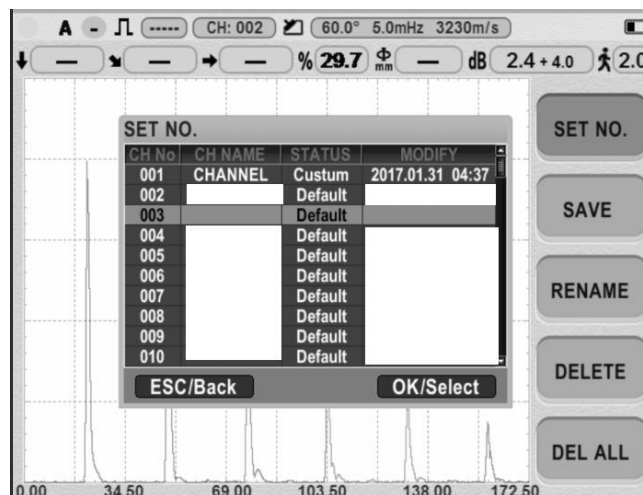 A - ----- CH: 002 60.0° 5.0mHz 3230m/s
— — — % 29.7 Φ mm — dB 2.4 + 4.0 2.0
SET NO.
CH No CH NAME STATUS MODIFY
001 CHANNEL Custum 2017.01.31 04:37
002 Default
003 Default
004 Default
005 Default
006 Default
007 Default
008 Default
009 Default
010 Default
ESC/Back OK/Select
SET NO.
SAVE
RENAME
DELETE
DEL ALL
0.00 34.50 69.00 103.50 138.00 172.50